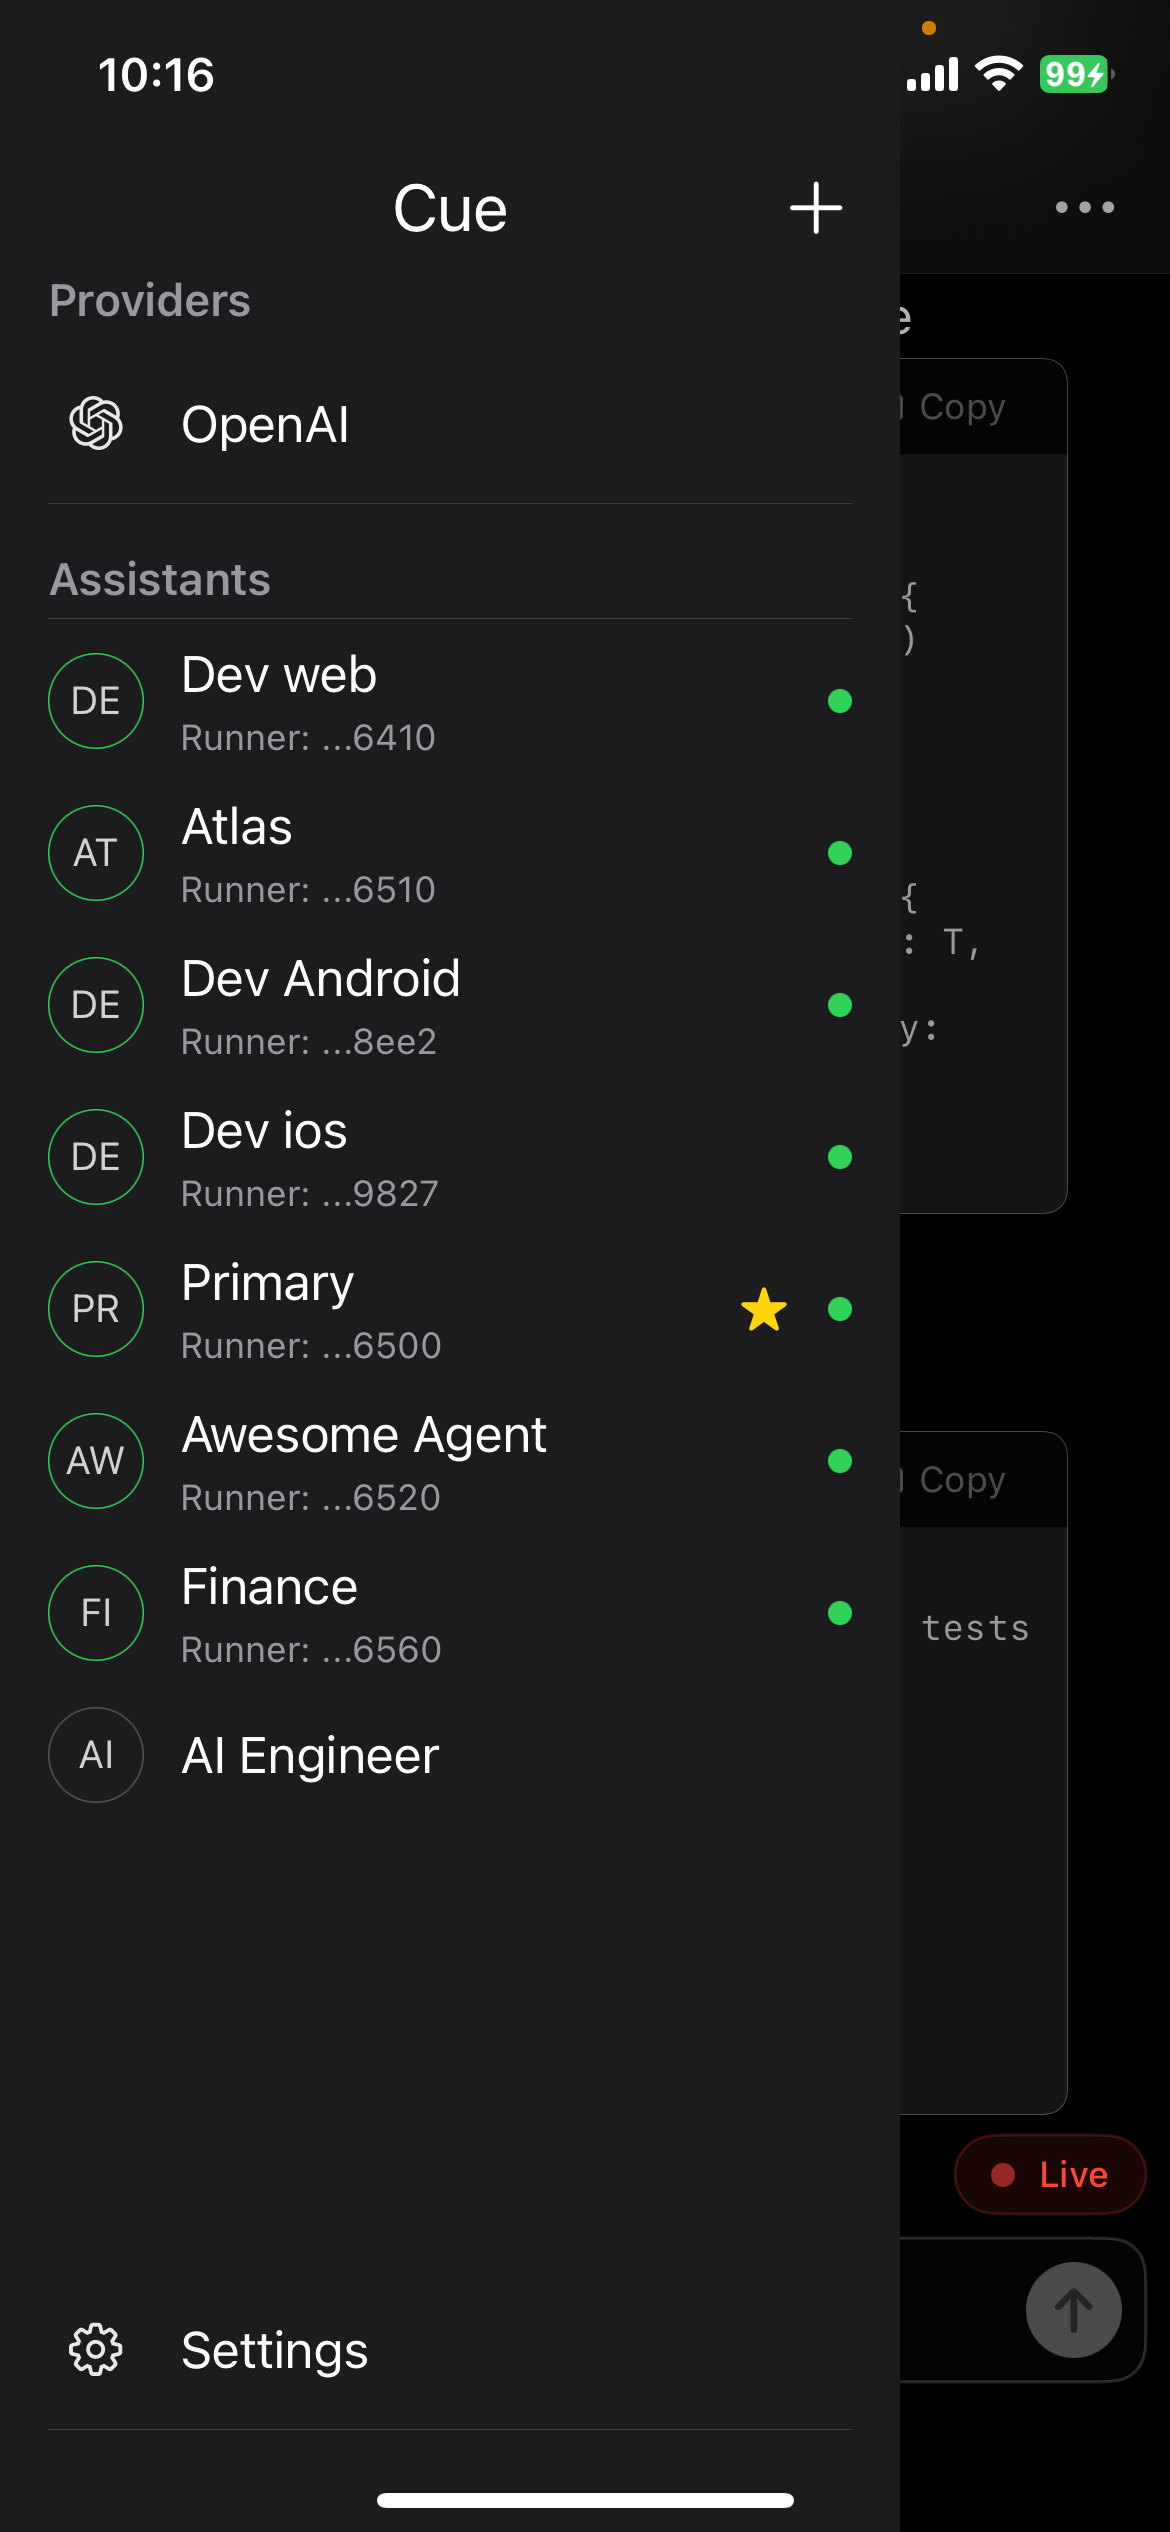 10:16
99
Cue
Providers
OpenAI
Assistants
DE
Dev web
Runner: ...6410
AT
Atlas
Runner: ...6510
DE
Dev Android
Runner: ...8ee2
DE
Dev ios
Runner: ...9827
PR
Primary
Runner: ...6500
AW
Awesome Agent
Runner: ...6520
FI
Finance
Runner: ...6560
AI
AI Engineer
Settings
e
Copy
{
)
{
: T,
y:
Copy
tests
Live